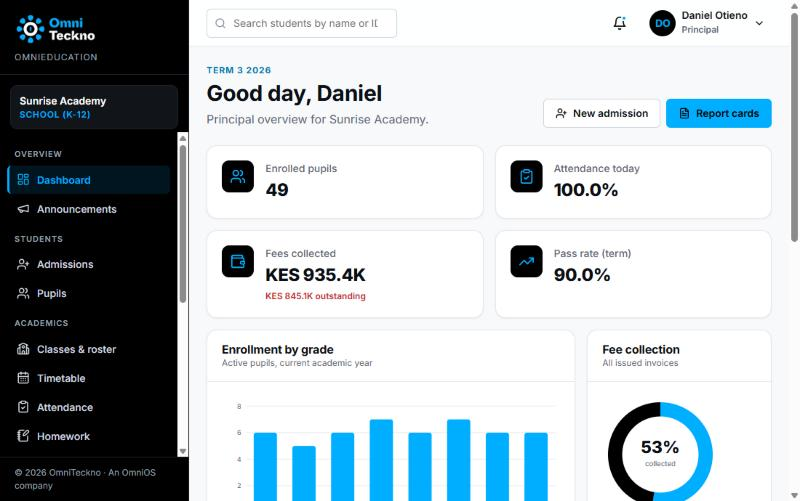 Omni
Teckno
OMNIEDUCATION
Sunrise Academy
SCHOOL (K-12)
OVERVIEW
Dashboard
Announcements
STUDENTS
Admissions
Pupils
ACADEMICS
Classes & roster
Timetable
Attendance
Homework
© 2026 OmniTeckno · An OmniOS
company
Search students by name or ID
DO
Daniel Otieno
Principal
TERM 3 2026
Good day, Daniel
Principal overview for Sunrise Academy.
New admission
Report cards
Enrolled pupils
49
Attendance today
100.0%
Fees collected
KES 935.4K
KES 845.1K outstanding
Pass rate (term)
90.0%
Enrollment by grade
Active pupils, current academic year
8
6
4
2
Fee collection
All issued invoices
53%
collected